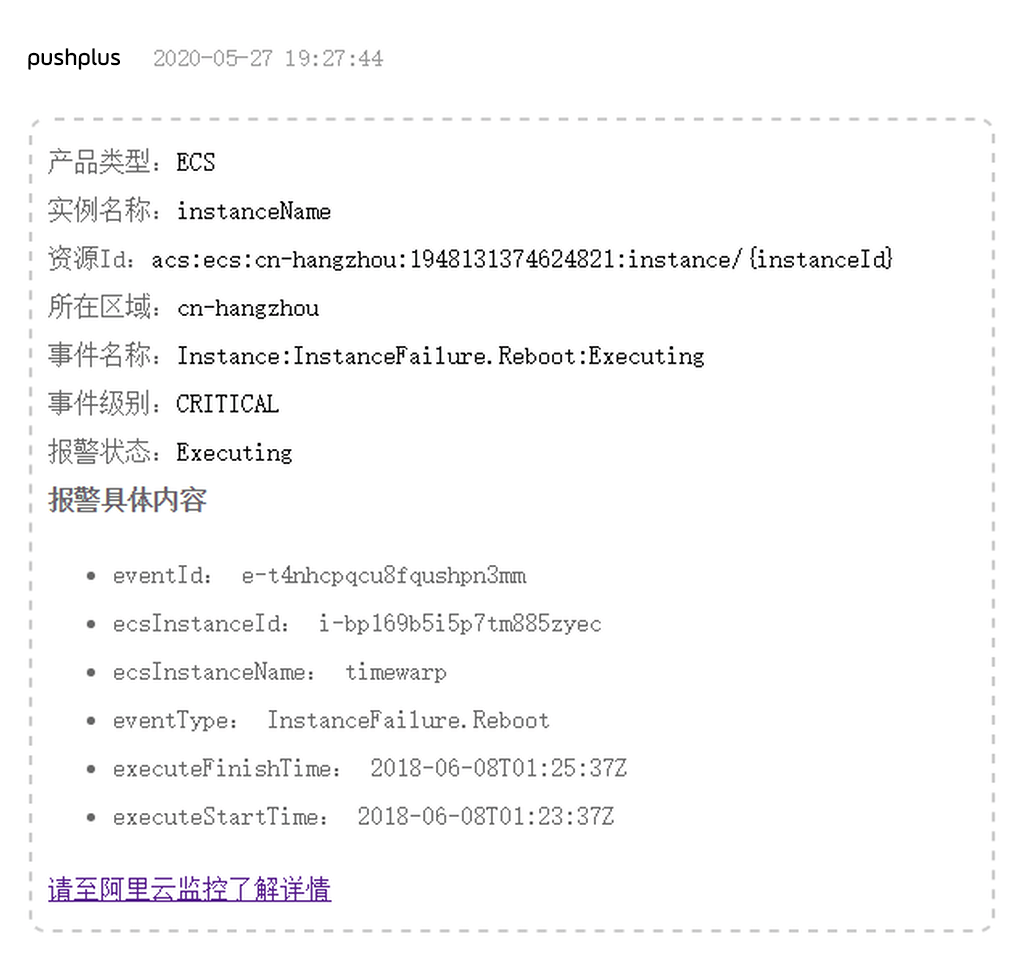 pushplus 2020-05-27 19:27:44
产品类型：ECS
实例名称：instanceName
资源Id：acs:ecs:cn-hangzhou:1948131374624821:instance/{instanceId}
所在区域：cn-hangzhou
事件名称：Instance:InstanceFailure.Reboot:Executing
事件级别：CRITICAL
报警状态：Executing
报警具体内容
• eventId： e-t4nhcpqcu8fqushpn3mm
• ecsInstanceId： i-bp169b5i5p7tm885zyec
• ecsInstanceName： timewarp
• eventType： InstanceFailure.Reboot
• executeFinishTime： 2018-06-08T01:25:37Z
• executeStartTime： 2018-06-08T01:23:37Z
请至阿里云监控了解详情